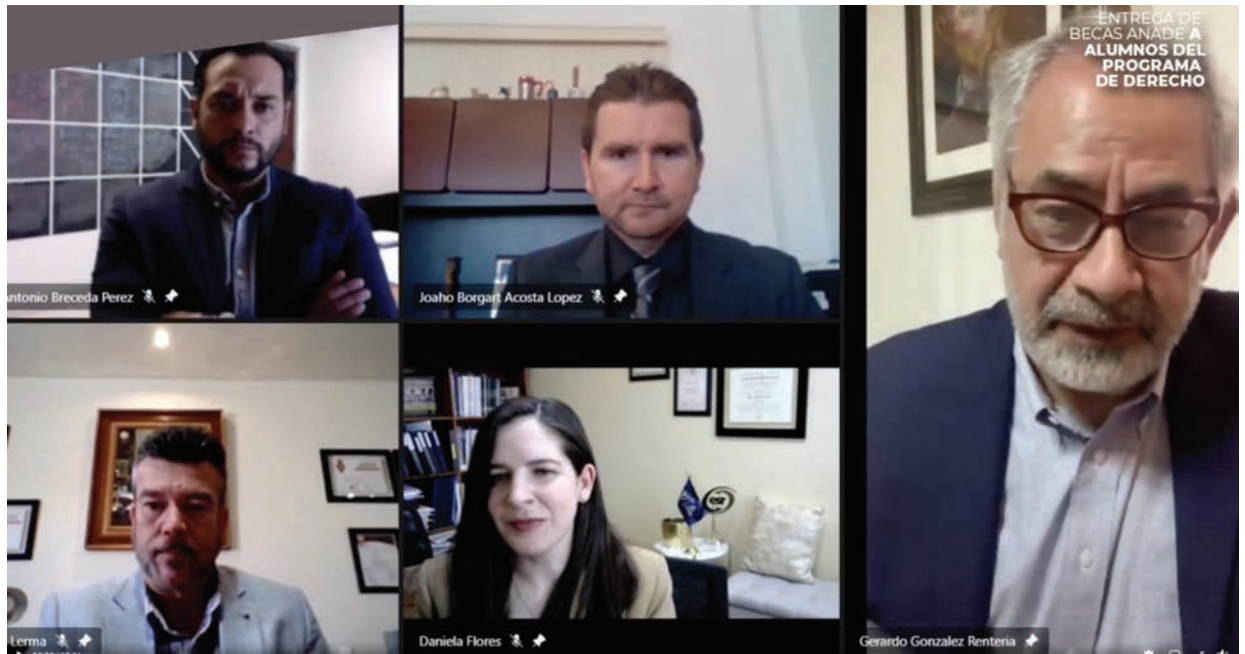 ENTREGA DE
BECAS ANADE A
ALUMNOS DEL
PROGRAMA
DE DERECHO
Antonio Breceda Perez
Joaho Borgart Acosta Lopez
Lerma
Daniela Flores
Gerardo Gonzalez Renteria